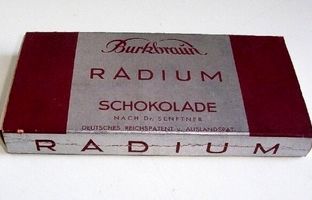 Burkbraun
RADIUM
SCHOKOLADE
NACH Dr. SENFTNER
DEUTSCHES REICHSPATENT u. AUSLANDSPAT.
RADIUM